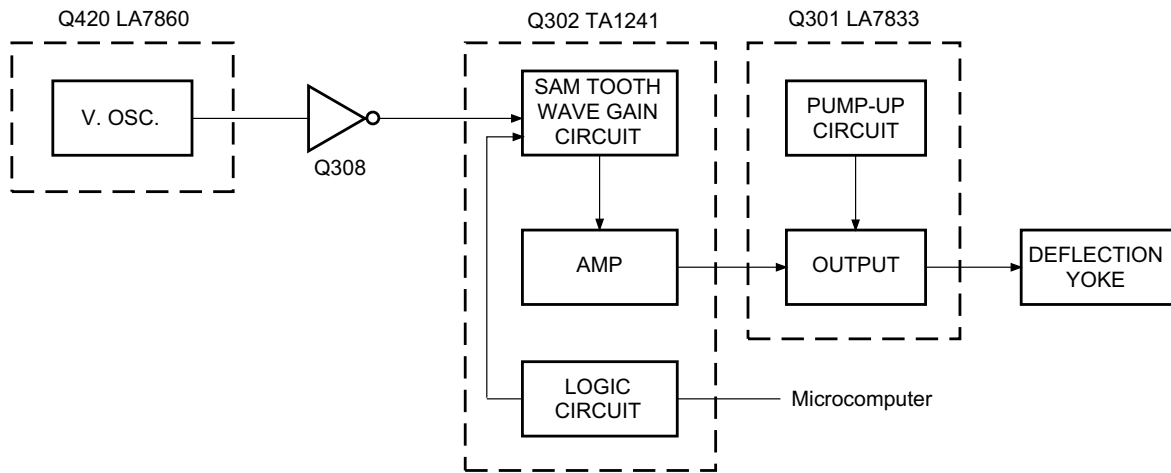 Q420 LA7860
Q302 TA1241
Q301 LA7833
V. OSC.
Q308
SAM TOOTH
WAVE GAIN
CIRCUIT
PUMP-UP
CIRCUIT
AMP
OUTPUT
DEFLECTION
YOKE
LOGIC
CIRCUIT
Microcomputer